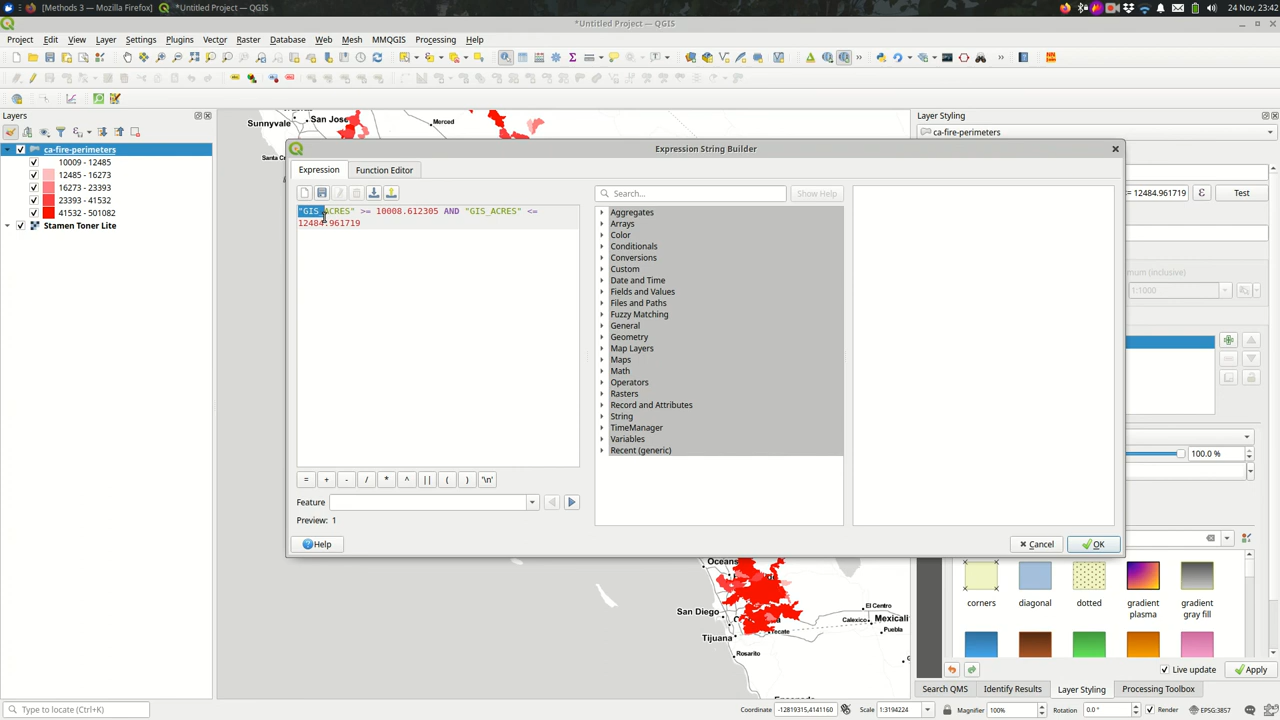 [Methods 3 — Mozilla Firefox]
*Untitled Project — QGIS
24 Nov, 23:42
*Untitled Project — QGIS
Project Edit View Layer Settings Plugins Vector Raster Database Web Mesh MMQGIS Processing Help
Layers
ca-fire-perimeters
10009 - 12485
12485 - 16273
16273 - 23393
23393 - 41532
41532 - 501082
Stamen Toner Lite
Sunnyvale
San Jose
Merced
Santa C
Expression String Builder
Expression
Function Editor
"GIS_ACRES" >= 10008.612305 AND "GIS_ACRES" <=
12484.961719
= + - / * ^ || ( ) '\n'
Feature
Preview: 1
Help
Search...
Show Help
Aggregates
Arrays
Color
Conditionals
Conversions
Custom
Date and Time
Fields and Values
Files and Paths
Fuzzy Matching
General
Geometry
Map Layers
Maps
Math
Operators
Rasters
Record and Attributes
String
TimeManager
Variables
Recent (generic)
Cancel
OK
Oceans
San Diego
Tijuana
Tecate
Rosarito
El Centro
Calexico
Mexicali
Puebla
Layer Styling
ca-fire-perimeters
= 12484.961719
ε
Test
mum (inclusive)
1:1000
100.0 %
corners
diagonal
dotted
gradient plasma
gradient gray fill
Live update
Apply
Search QMS
Identify Results
Layer Styling
Processing Toolbox
Type to locate (Ctrl+K)
Coordinate -12819315,4141160
Scale 1:3194224
Magnifier 100%
Rotation 0.0 °
Render
EPSG:3857